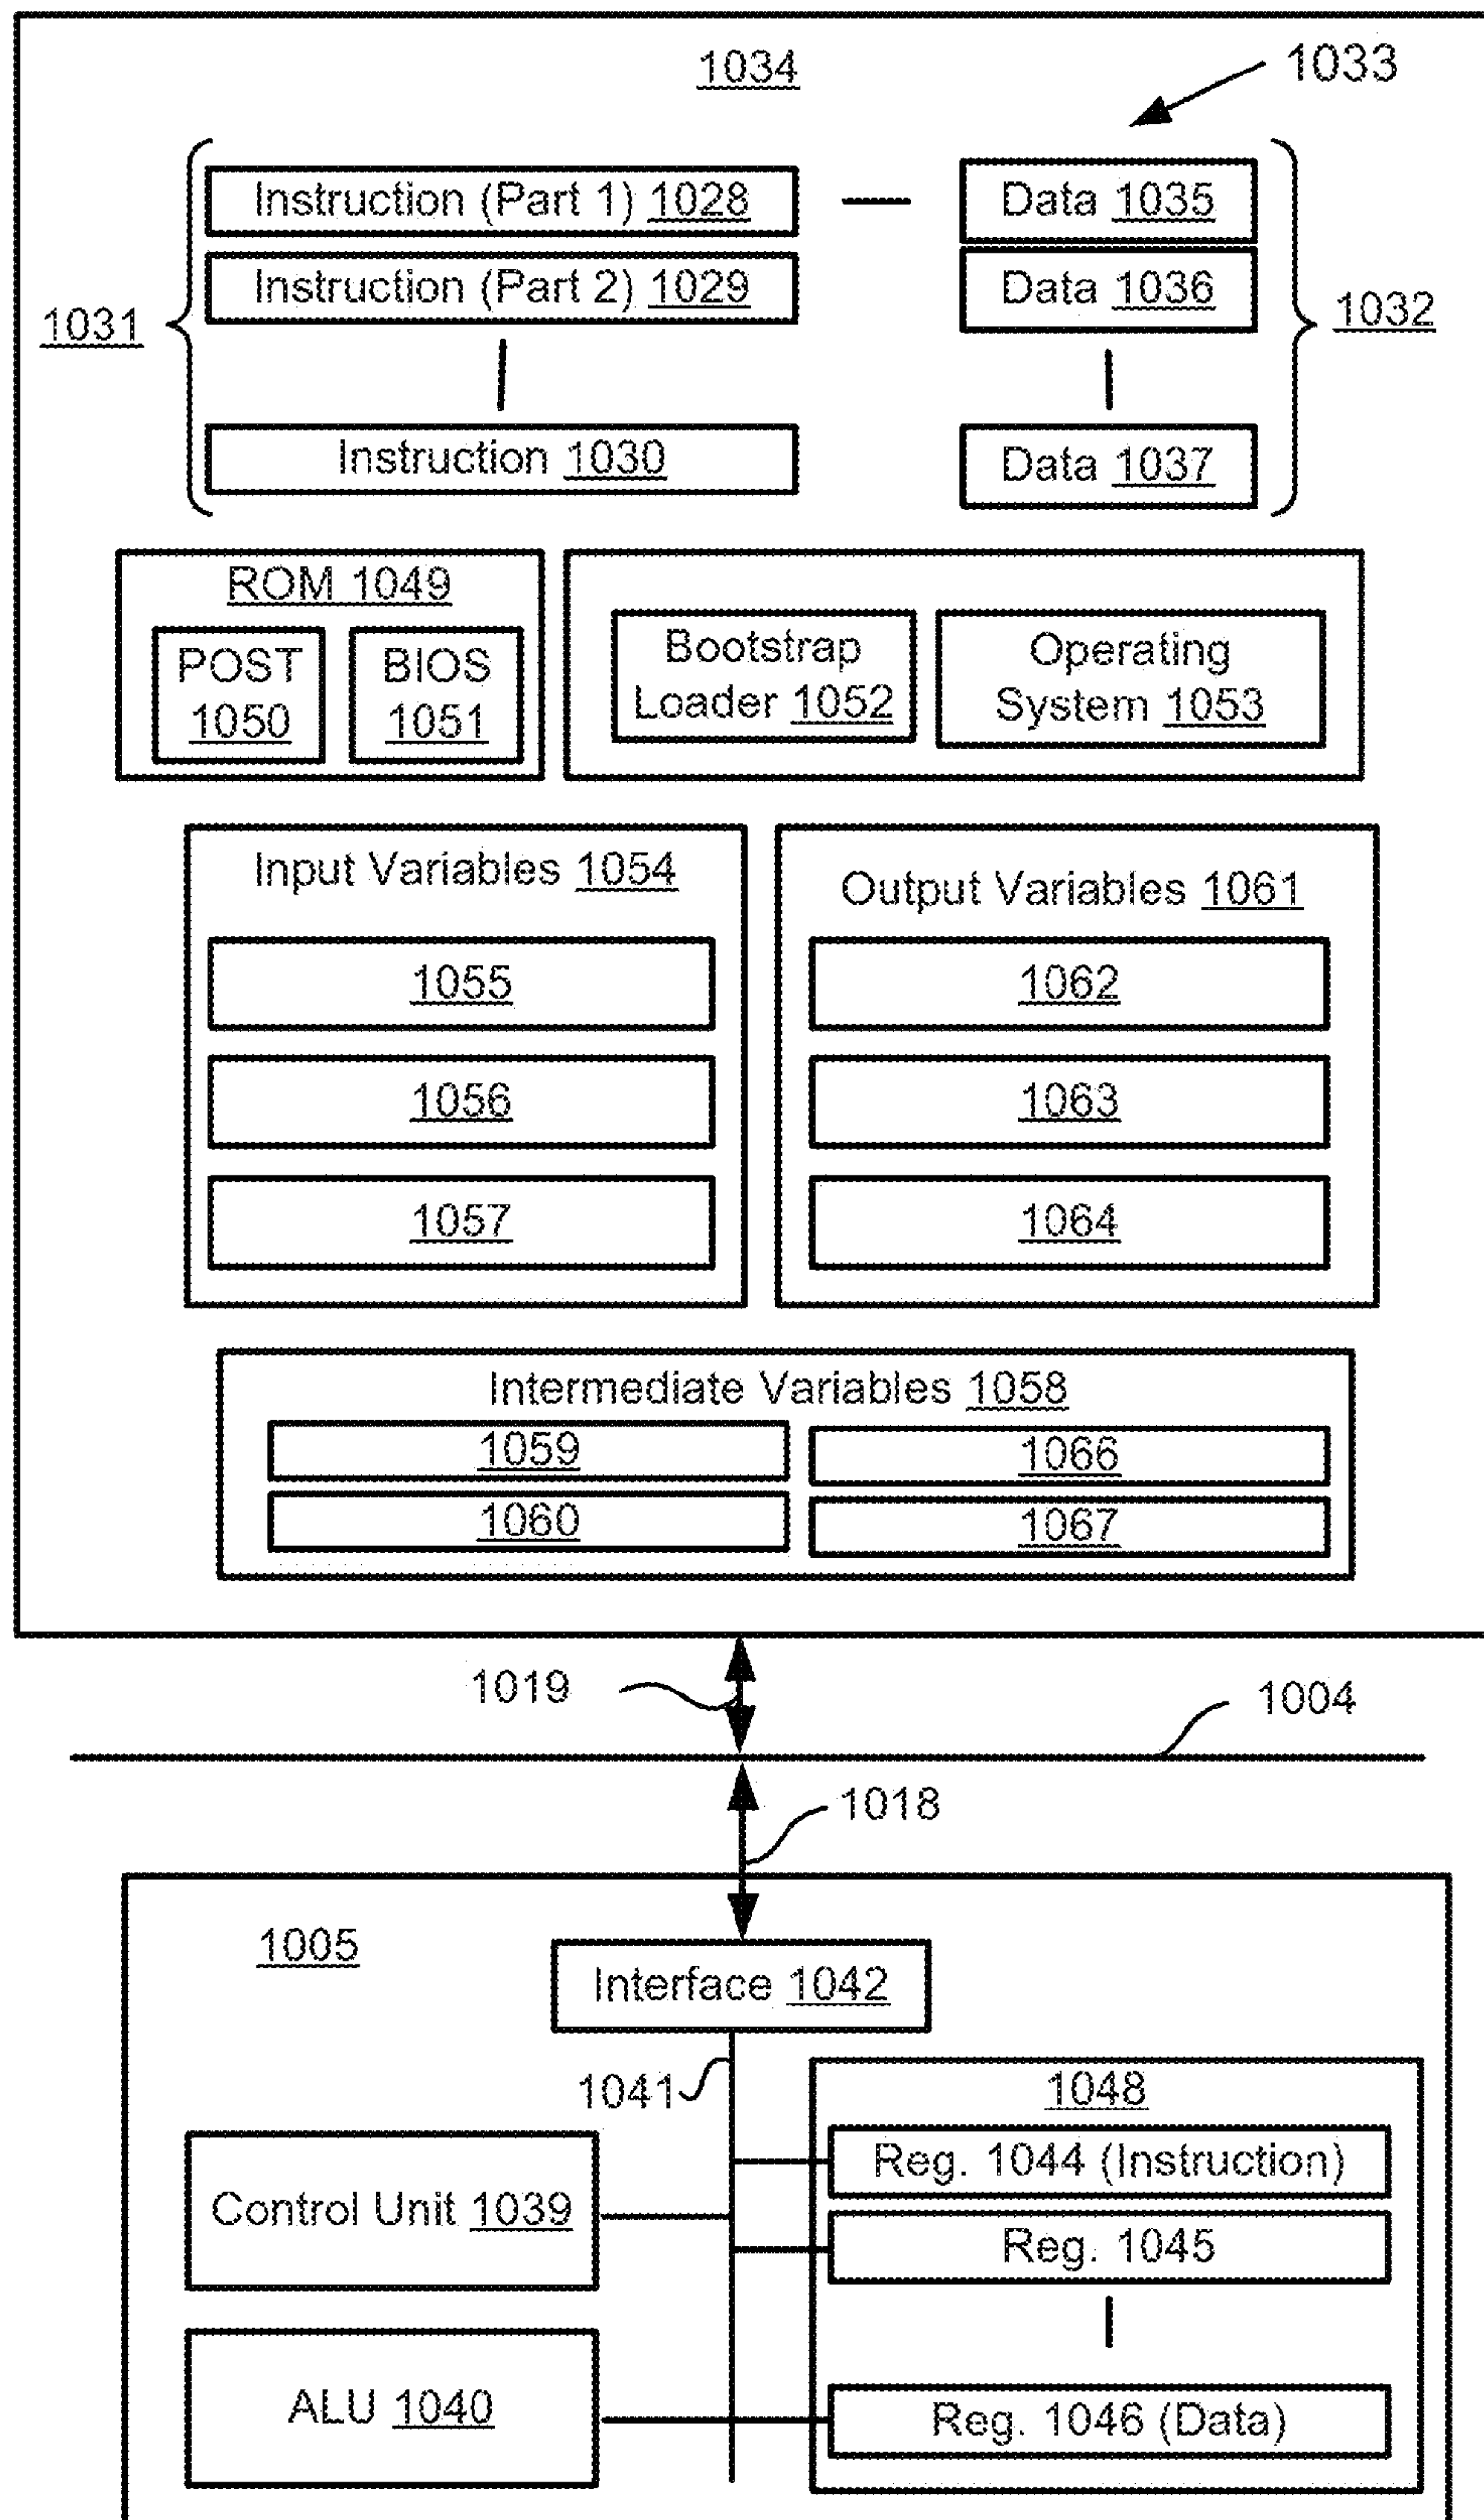 1034
1033
Instruction (Part 1) 1028
Data 1035
Instruction (Part 2) 1029
Data 1036
1031
1032
Instruction 1030
Data 1037
ROM 1049
POST
1050
BIOS
1051
Bootstrap
Loader 1052
Operating
System 1053
Input Variables 1054
1055
1056
1057
Output Variables 1061
1062
1063
1064
Intermediate Variables 1058
1059
1066
1060
1067
1019
1004
1018
1005
Interface 1042
1041
1048
Reg. 1044 (Instruction)
Control Unit 1039
Reg. 1045
ALU 1040
Reg. 1046 (Data)